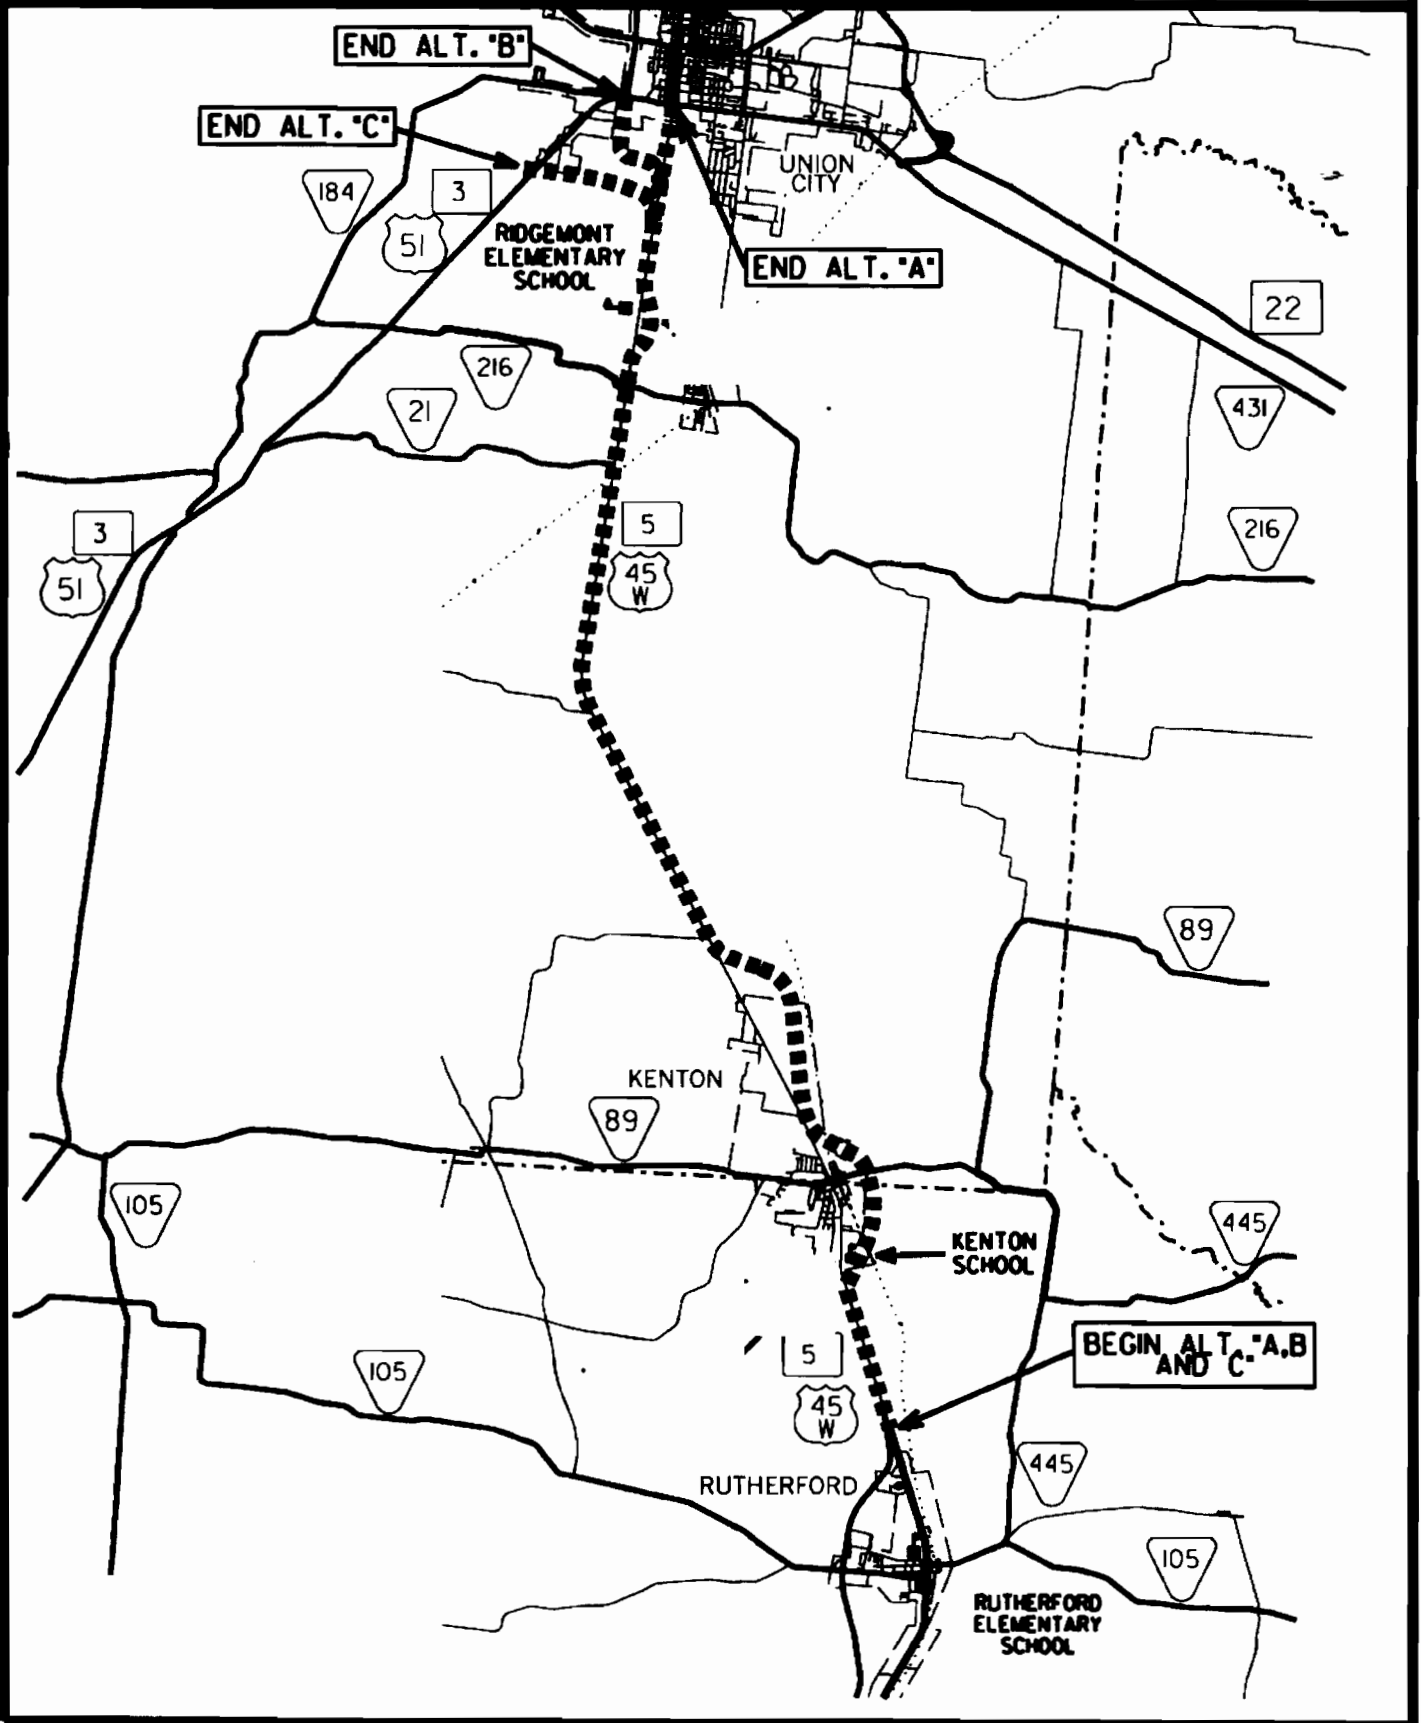 END ALT. "B"
END ALT. "C"
UNION
CITY
184
3
51
RIDGEMONT
ELEMENTARY
SCHOOL
END ALT. "A"
22
216
21
431
3
51
5
45
W
216
89
KENTON
89
105
445
KENTON
SCHOOL
5
45
W
BEGIN ALT. "A,B
AND C"
105
RUTHERFORD
445
105
RUTHERFORD
ELEMENTARY
SCHOOL